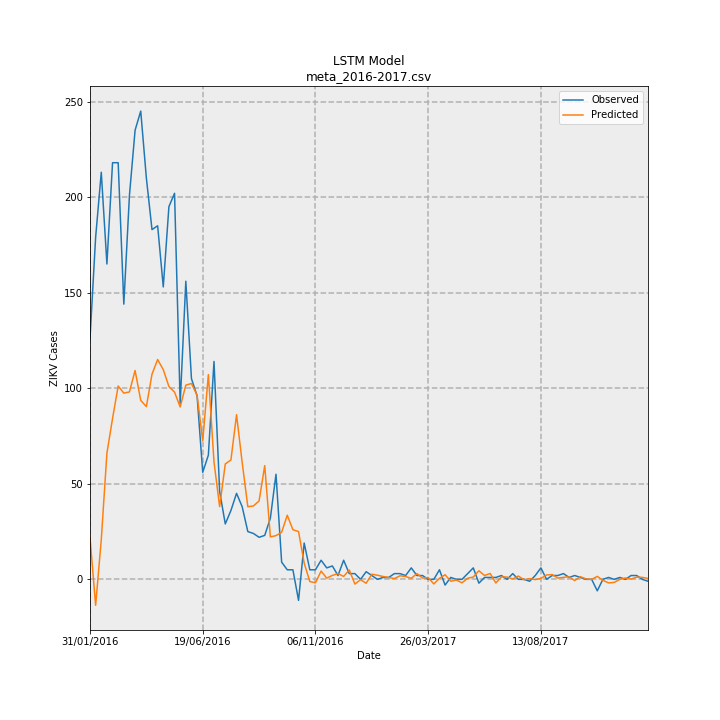 LSTM Model
meta_2016-2017.csv
Observed
Predicted
250
200
150
100
50
0
ZIKV Cases
31/01/2016
19/06/2016
06/11/2016
26/03/2017
13/08/2017
Date